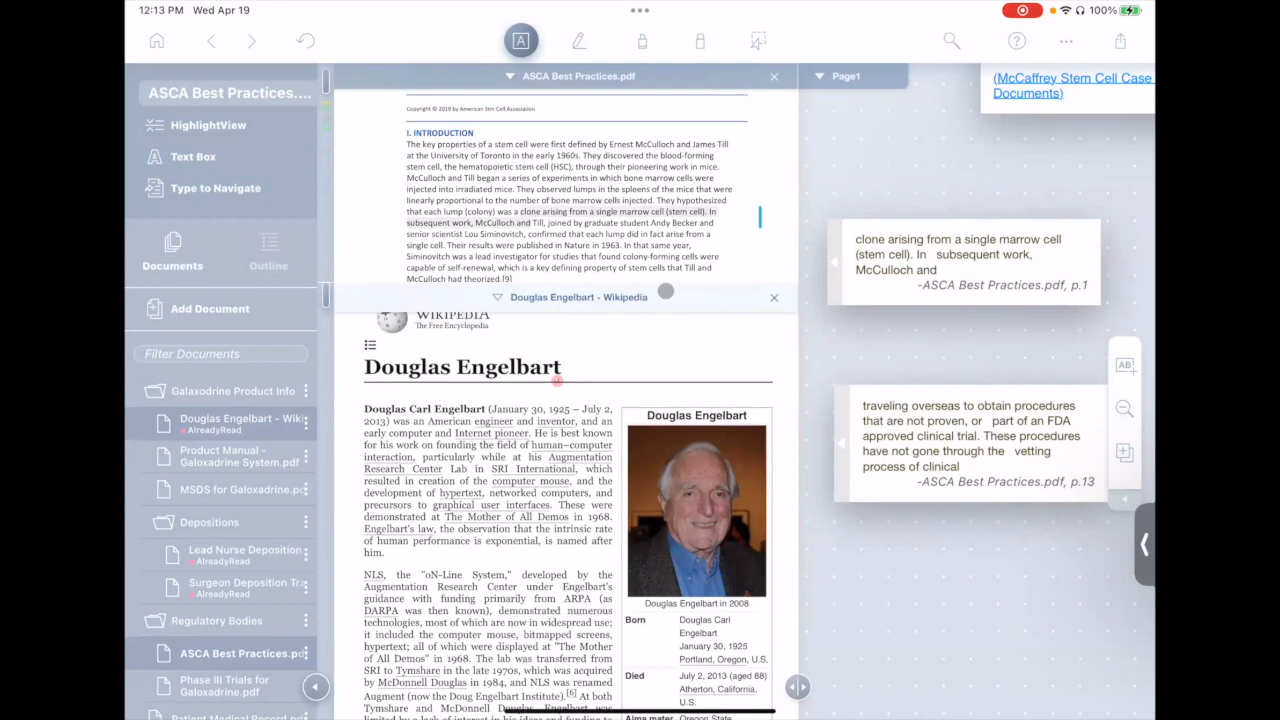 12:13 PM Wed Apr 19
100%
ASCA Best Practices....
HighlightView
Text Box
Type to Navigate
Documents
Outline
Add Document
Filter Documents
Galaxodrine Product Info
Douglas Engelbart - Wiki
AlreadyRead
Product Manual -
Galoxadrine System.pdf
MSDS for Galoxadrine.p
Depositions
Lead Nurse Deposition
AlreadyRead
Surgeon Deposition Tra
AlreadyRead
Regulatory Bodies
ASCA Best Practices.pd
Phase III Trials for
Galoxadrine.pdf
Patient Medical Record.pdf
ASCA Best Practices.pdf
Copyright © 2019 by American Stm Cell Association
I. INTRODUCTION
The key properties of a stem cell were first defined by Ernest McCulloch and James Till
at the University of Toronto in the early 1960s. They discovered the blood-forming
stem cell, the hematopoietic stem cell (HSC), through their pioneering work in mice.
McCulloch and Till began a series of experiments in which bone marrow cells were
injected into irradiated mice. They observed lumps in the spleens of the mice that were
linearly proportional to the number of bone marrow cells injected. They hypothesized
that each lump (colony) was a clone arising from a single marrow cell (stem cell). In
subsequent work, McCulloch and Till, joined by graduate student Andy Becker and
senior scientist Lou Siminovitch, confirmed that each lump did in fact arise from a
single cell. Their results were published in Nature in 1963. In that same year,
Siminovitch was a lead investigator for studies that found colony-forming cells were
capable of self-renewal, which is a key defining property of stem cells that Till and
McCulloch had theorized.[9]
Douglas Engelbart - Wikipedia
WIKIPEDIA
The Free Encyclopedia
Douglas Engelbart
Douglas Carl Engelbart (January 30, 1925 – July 2,
2013) was an American engineer and inventor, and an
early computer and Internet pioneer. He is best known
for his work on founding the field of human–computer
interaction, particularly while at his Augmentation
Research Center Lab in SRI International, which
resulted in creation of the computer mouse, and the
development of hypertext, networked computers, and
precursors to graphical user interfaces. These were
demonstrated at The Mother of All Demos in 1968.
Engelbart's law, the observation that the intrinsic rate
of human performance is exponential, is named after
him.
NLS, the "oN-Line System," developed by the
Augmentation Research Center under Engelbart's
guidance with funding primarily from ARPA (as
DARPA was then known), demonstrated numerous
technologies, most of which are now in widespread use;
it included the computer mouse, bitmapped screens,
hypertext; all of which were displayed at "The Mother
of All Demos" in 1968. The lab was transferred from
SRI to Tymshare in the late 1970s, which was acquired
by McDonnell Douglas in 1984, and NLS was renamed
Augment (now the Doug Engelbart Institute).[6] At both
Tymshare and McDonnell Douglas, Engelbart was
limited by a lack of interest in his ideas and funding to
Douglas Engelbart
Douglas Engelbart in 2008
Born Douglas Carl
Engelbart
January 30, 1925
Portland, Oregon, U.S.
Died July 2, 2013 (aged 88)
Atherton, California,
U.S.
Alma mater Oregon State
Page1
(McCaffrey Stem Cell Case
Documents)
clone arising from a single marrow cell
(stem cell). In subsequent work,
McCulloch and
-ASCA Best Practices.pdf, p.1
traveling overseas to obtain procedures
that are not proven, or part of an FDA
approved clinical trial. These procedures
have not gone through the vetting
process of clinical
-ASCA Best Practices.pdf, p.13
AB